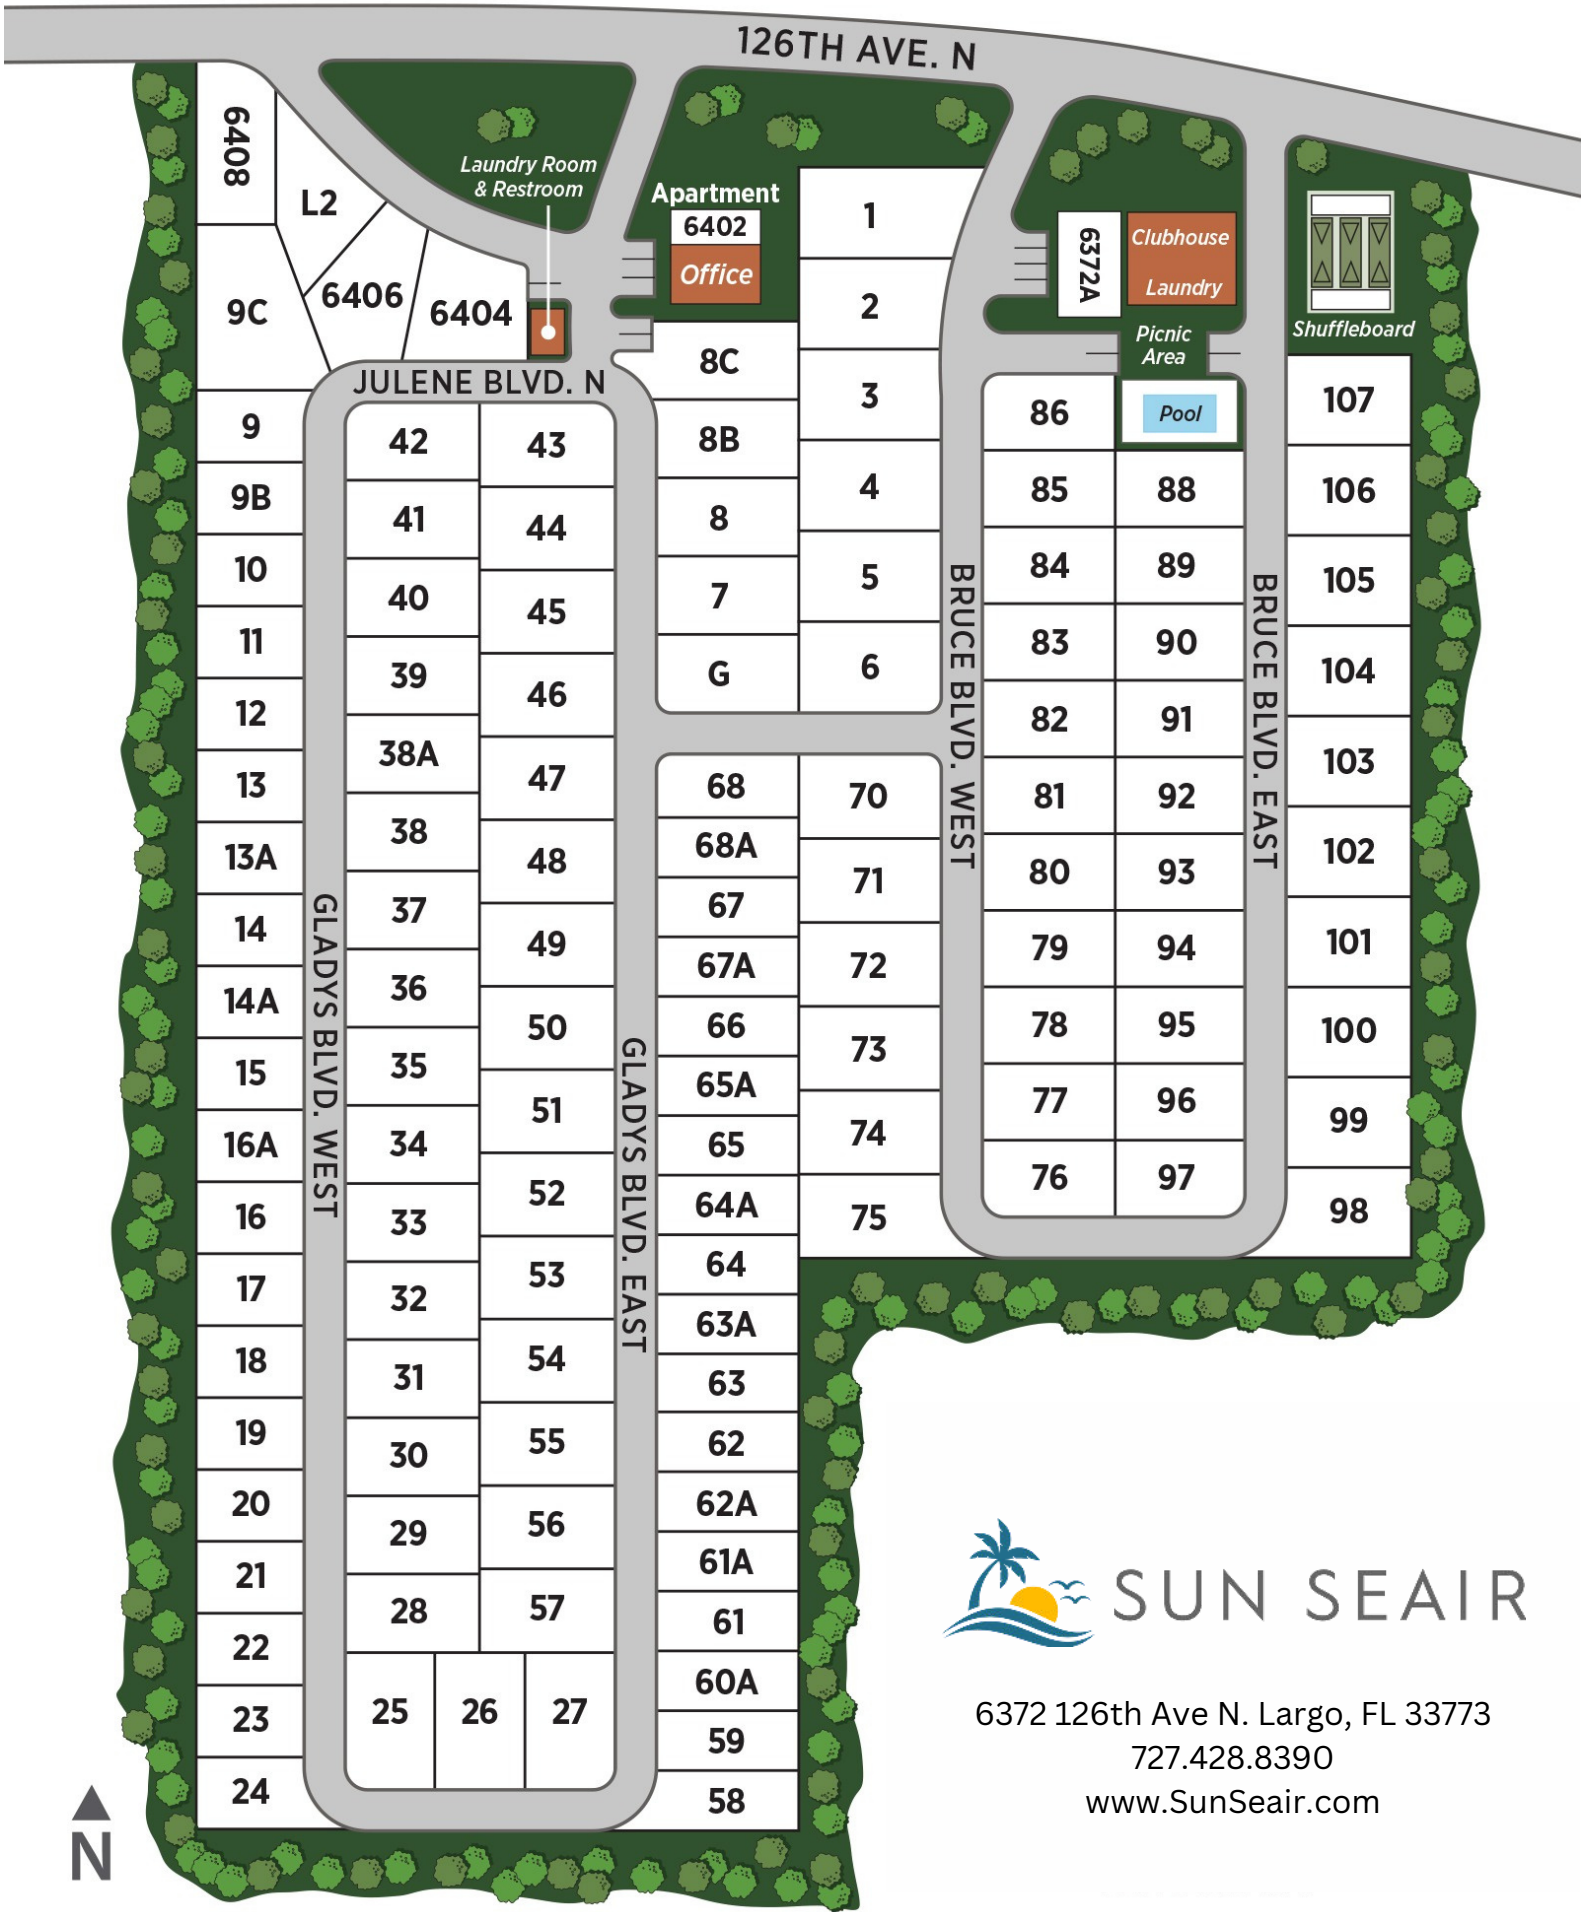 126TH AVE. N
6408
L2
9C
6406
6404
Laundry Room
& Restroom
Apartment
6402
Office
6372A
Clubhouse
Laundry
Picnic
Area
Pool
Shuffleboard
JULENE BLVD. N
9
9B
10
11
12
13
13A
14
14A
15
16A
16
17
18
19
20
21
22
23
24
GLADYS BLVD. WEST
42
41
40
39
38A
38
37
36
35
34
33
32
31
30
29
28
43
44
45
46
47
48
49
50
51
52
53
54
55
56
57
25
26
27
GLADYS BLVD. EAST
8C
8B
8
7
G
68
68A
67
67A
66
65A
65
64A
64
63A
63
62
62A
61A
61
60A
59
58
1
2
3
4
5
6
70
71
72
73
74
75
BRUCE BLVD. WEST
86
85
84
83
82
81
80
79
78
77
76
88
89
90
91
92
93
94
95
96
97
BRUCE BLVD. EAST
107
106
105
104
103
102
101
100
99
98
SUN SEAIR
6372 126th Ave N. Largo, FL 33773
727.428.8390
www.SunSeair.com
N